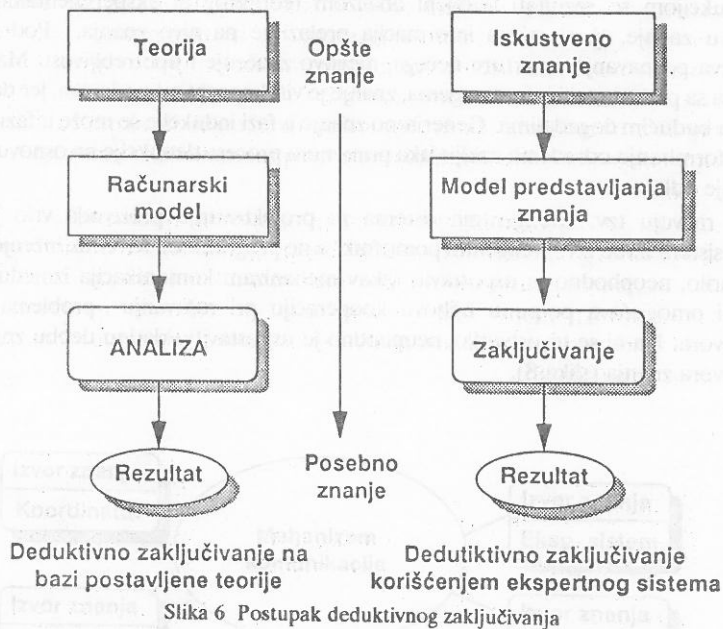 Teorija
Opšte
znanje
Iskustveno
znanje
Računarski
model
Model predstavljanja
znanja
ANALIZA
Zaključivanje
Rezultat
Posebno
znanje
Rezultat
Deduktivno zaključivanje na
bazi postavljene teorije
Dedutiktivno zaključivanje
korišćenjem ekspertnog sistema
Slika 6 Postupak deduktivnog zaključivanja